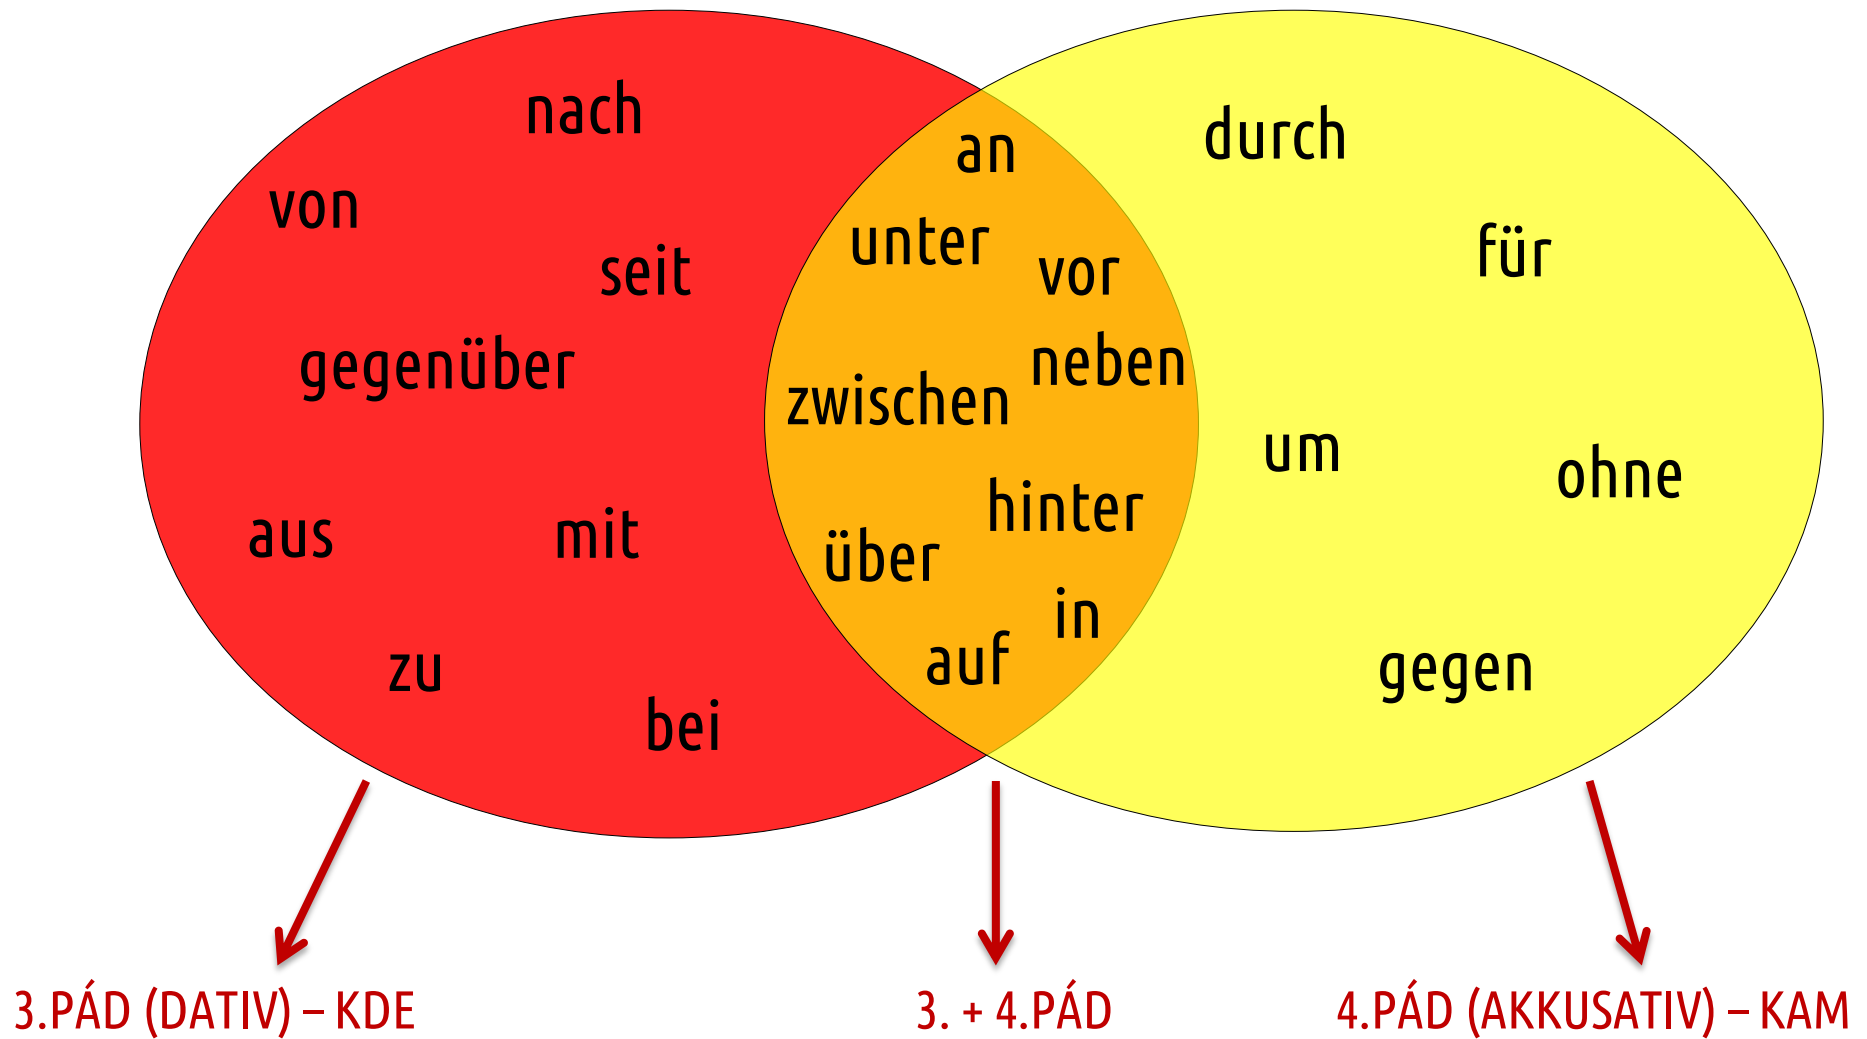 nach
von
seit
gegenüber
aus
mit
zu
bei
an
unter
vor
neben
zwischen
hinter
über
in
auf
durch
für
um
ohne
gegen
3.PÁD (DATIV) – KDE
3. + 4.PÁD
4.PÁD (AKKUSATIV) – KAM